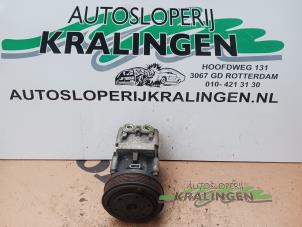 AUTOSLOPERIJ
KRALINGEN
HOOFDWEG 131
3067 GD ROTTERDAM
010- 421 31 30
AUTOSLOPERIJKRALINGEN.NL
AUTOSLOPERIJ
KRALINGEN